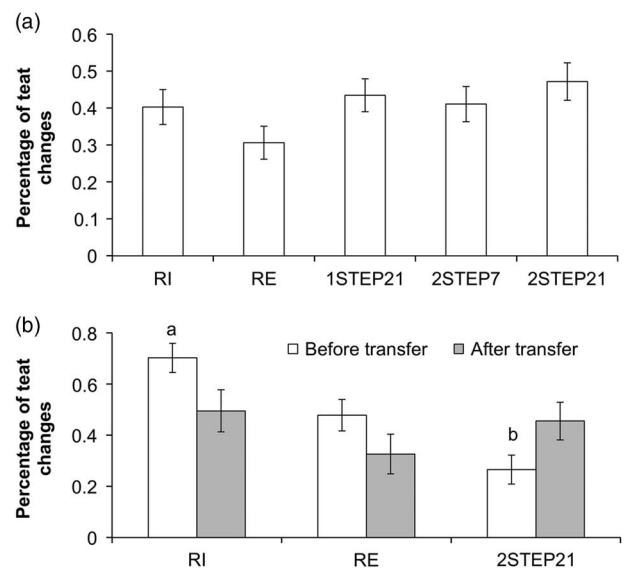 (a)
Percentage of teat
changes
0.6
0.5
0.4
0.3
0.2
0.1
0
RI RE 1STEP21 2STEP7 2STEP21
(b)
Percentage of teat
changes
0.8
0.6
0.4
0.2
0
a
Before transfer After transfer
b
RI RE 2STEP21